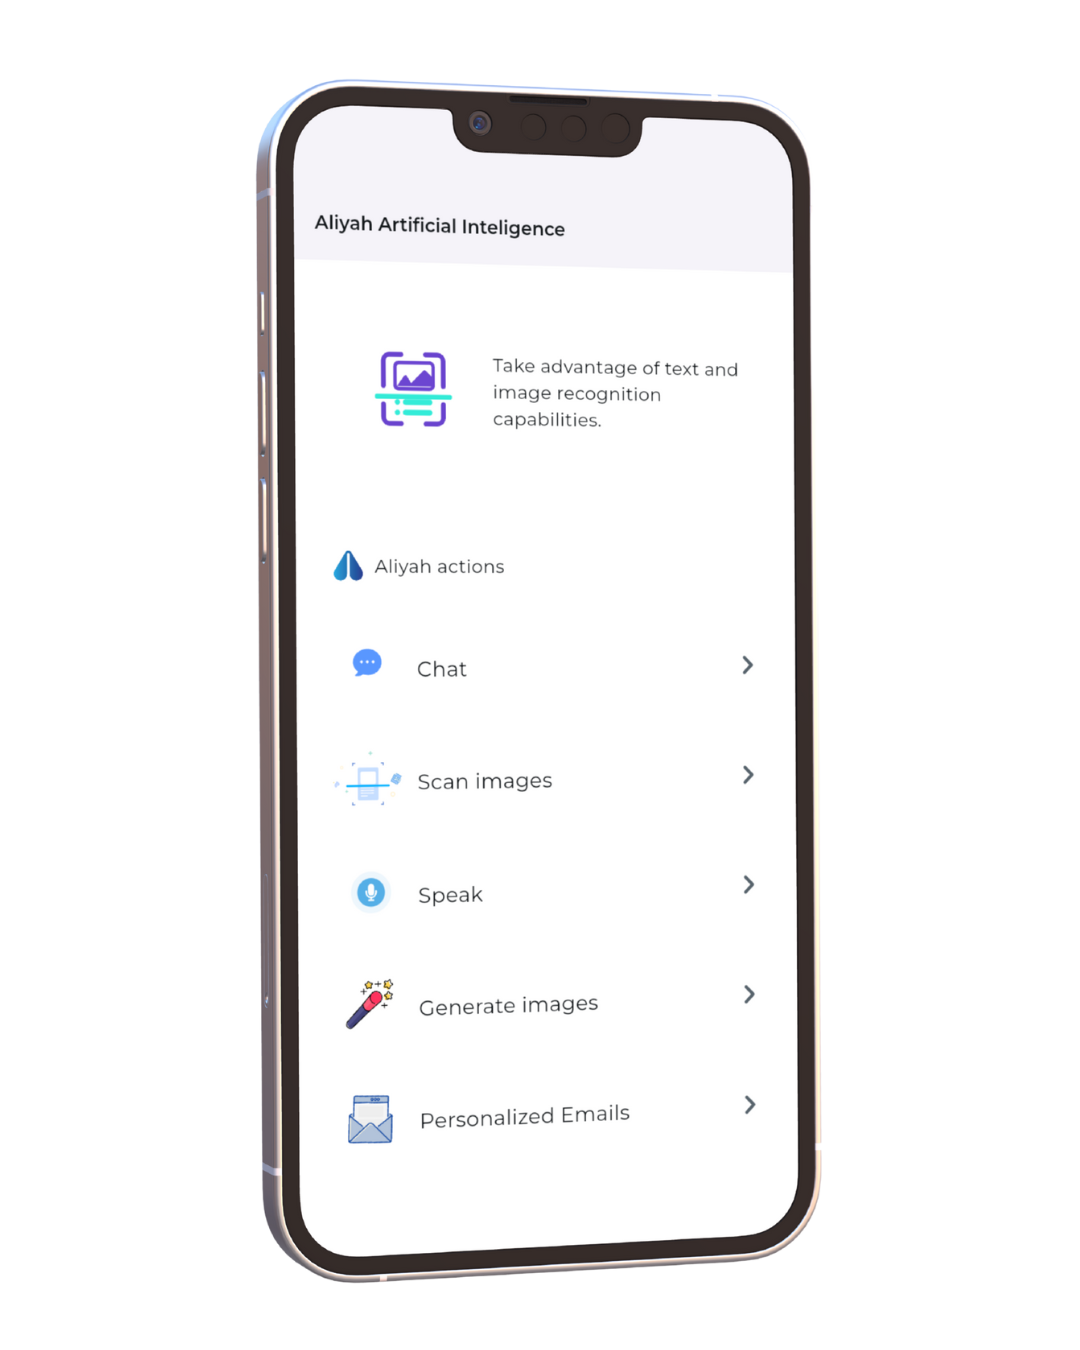 Aliyah Artificial Inteligence
Take advantage of text and
image recognition
capabilities.
Aliyah actions
Chat
Scan images
Speak
Generate images
Personalized Emails